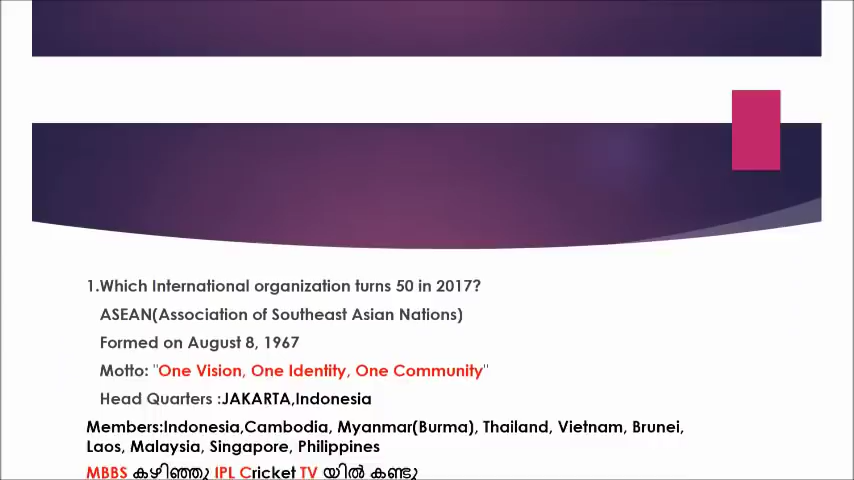 1.Which International organization turns 50 in 2017?
ASEAN(Association of Southeast Asian Nations)
Formed on August 8, 1967
Motto: "One Vision, One Identity, One Community"
Head Quarters :JAKARTA,Indonesia
Members:Indonesia,Cambodia, Myanmar(Burma), Thailand, Vietnam, Brunei,
Laos, Malaysia, Singapore, Philippines
MBBS കഴിഞ്ഞു IPL Cricket TV യിൽ കണ്ടു